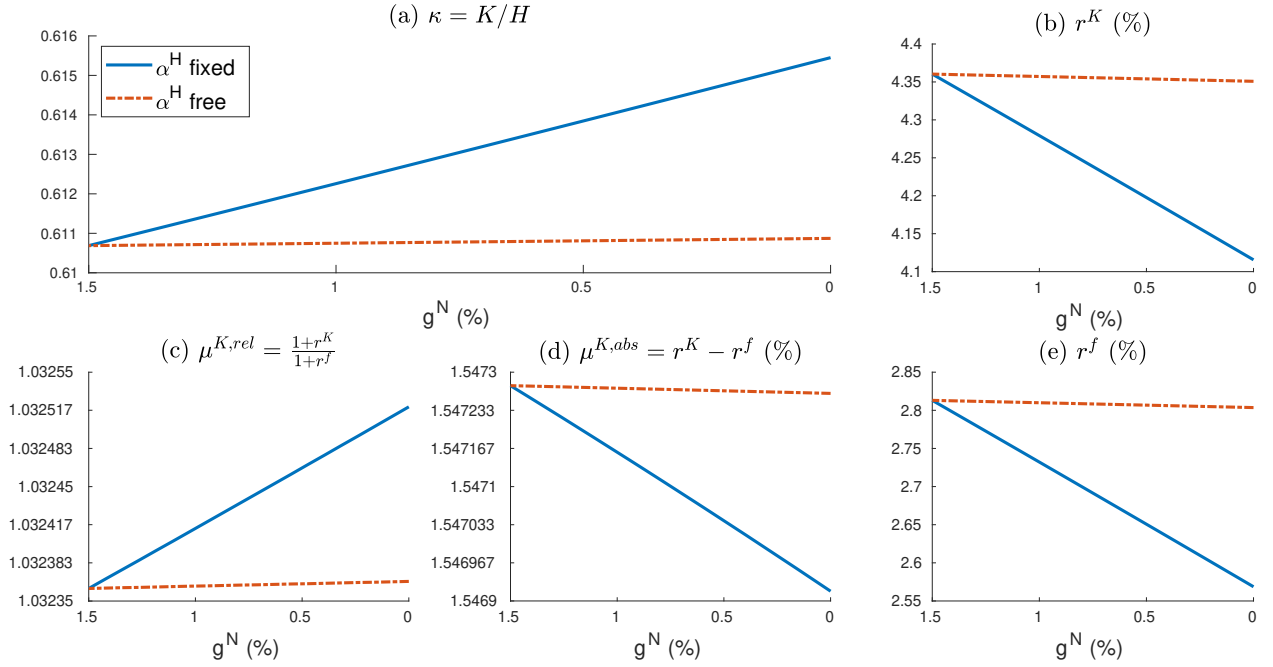 (a) κ = K/H
0.616
0.615
0.614
0.613
0.612
0.611
0.61
α^H fixed
α^H free
1.5 1 0.5 0
g^N (%)
(b) r^K (%)
4.4
4.35
4.3
4.25
4.2
4.15
4.1
1.5 1 0.5 0
g^N (%)
(c) μ^{K,rel} = \frac{1+r^K}{1+r^f}
1.03255
1.032517
1.032483
1.03245
1.032417
1.032383
1.03235
1.5 1 0.5 0
g^N (%)
(d) μ^{K,abs} = r^K − r^f (%)
1.5473
1.547233
1.547167
1.5471
1.547033
1.546967
1.5469
1.5 1 0.5 0
g^N (%)
(e) r^f (%)
2.85
2.8
2.75
2.7
2.65
2.6
2.55
1.5 1 0.5 0
g^N (%)